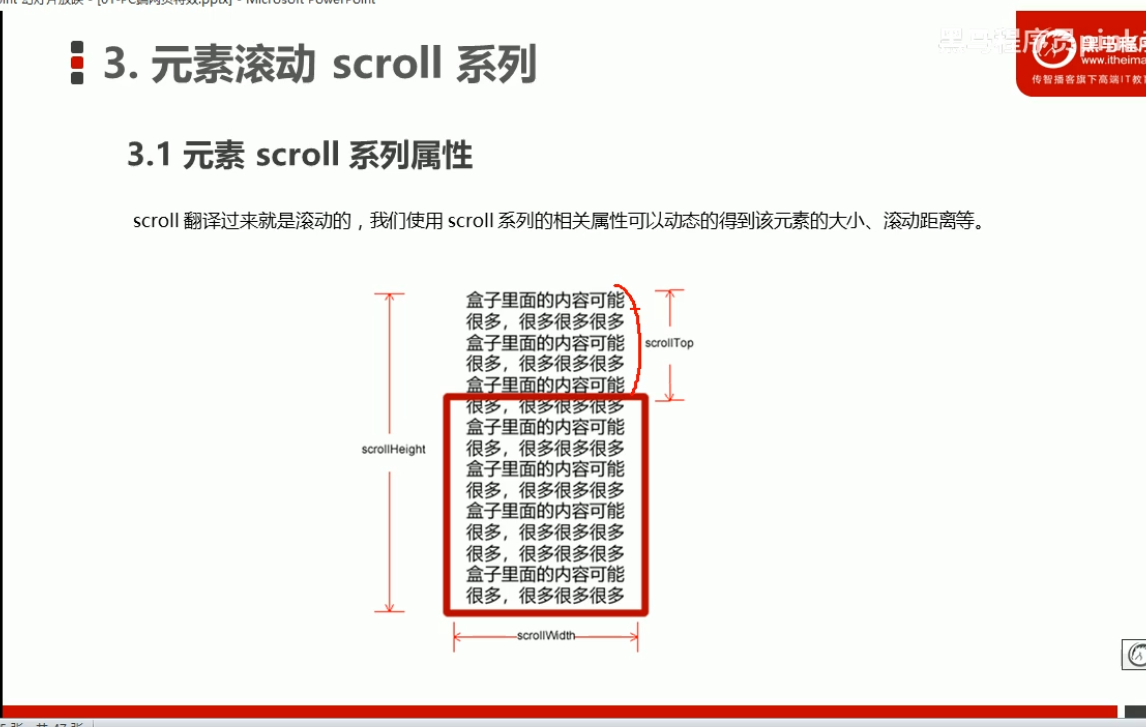 [01-PC端网页特效.pptx] - Microsoft PowerPoint
3. 元素滚动 scroll 系列
黑马程序员pink
www.itheima
传智播客旗下高端IT教育
3.1 元素 scroll 系列属性
scroll 翻译过来就是滚动的，我们使用 scroll 系列的相关属性可以动态的得到该元素的大小、滚动距离等。
盒子里面的内容可能
很多，很多很多很多
盒子里面的内容可能
scrollTop
很多，很多很多很多
盒子里面的内容可能
很多，很多很多很多
盒子里面的内容可能
scrollHeight
很多，很多很多很多
盒子里面的内容可能
很多，很多很多很多
盒子里面的内容可能
很多，很多很多很多
很多，很多很多很多
盒子里面的内容可能
很多，很多很多很多
scrollWidth